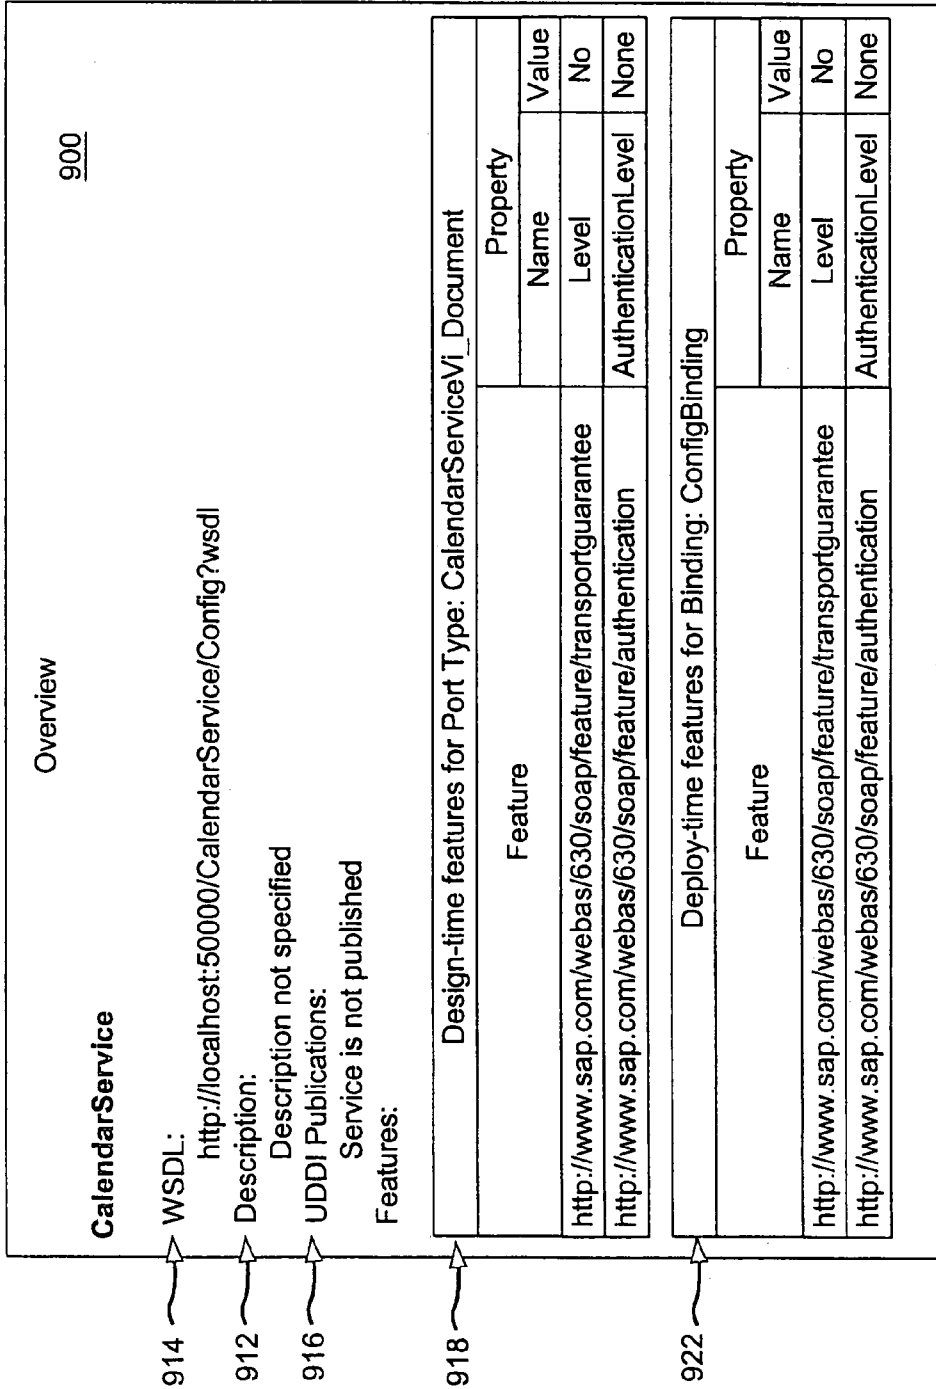 Overview
900
CalendarService
914
WSDL:
http://localhost:50000/CalendarService/Config?wsdl
912
Description:
Description not specified
916
UDDI Publications:
Service is not published
Features:
918
Design-time features for Port Type: CalendarServiceVi_Document
Feature
Property
Name Value
http://www.sap.com/webas/630/soap/feature/transportguarantee Level No
http://www.sap.com/webas/630/soap/feature/authentication AuthenticationLevel None
922
Deploy-time features for Binding: ConfigBinding
Feature
Property
Name Value
http://www.sap.com/webas/630/soap/feature/transportguarantee Level No
http://www.sap.com/webas/630/soap/feature/authentication AuthenticationLevel None